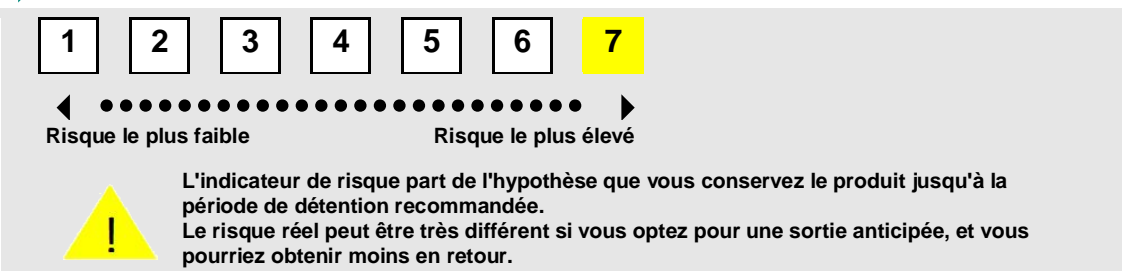 1 2 3 4 5 6 7
Risque le plus faible Risque le plus élevé
L'indicateur de risque part de l'hypothèse que vous conservez le produit jusqu'à la
période de détention recommandée.
Le risque réel peut être très différent si vous optez pour une sortie anticipée, et vous
pourriez obtenir moins en retour.
!